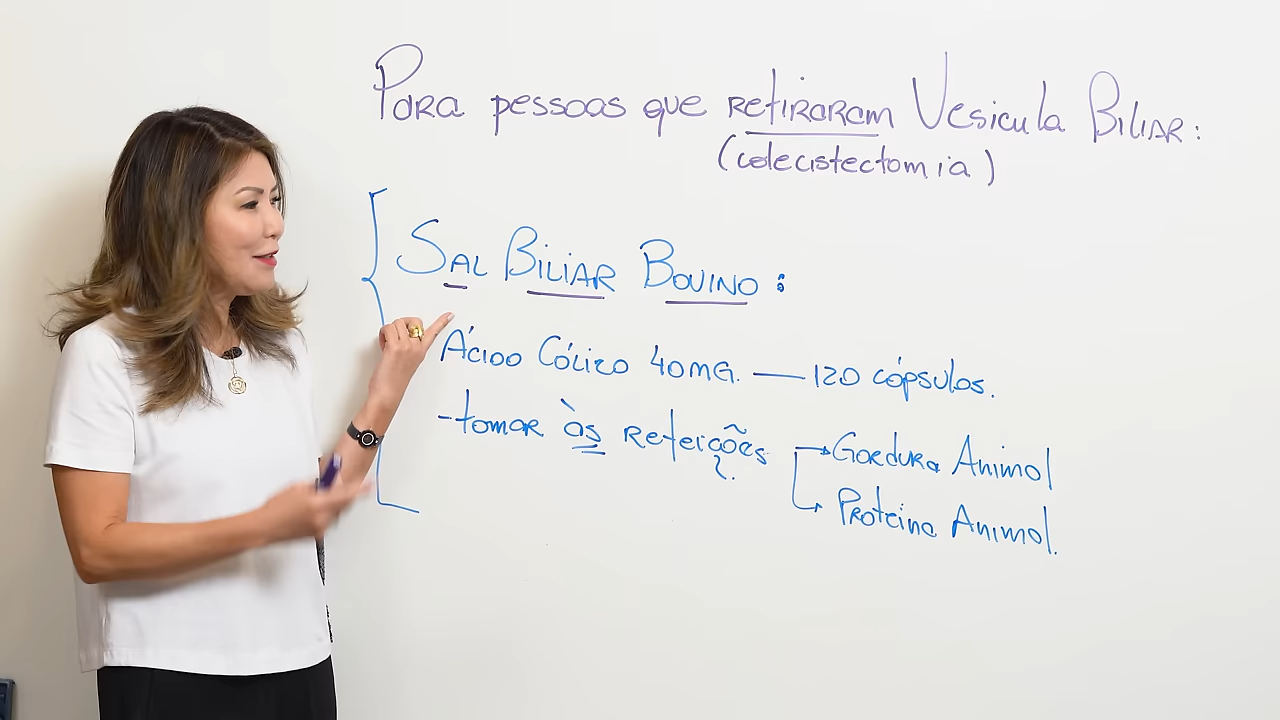 Para pessoas que retiraram Vesicula Biliar:
(colecistectomia)
Sal Biliar Bovino:
Ácido Cólico 40mg. — 120 cápsulos.
- tomar às refeições → Gordura Animal
→ Proteina Animal.